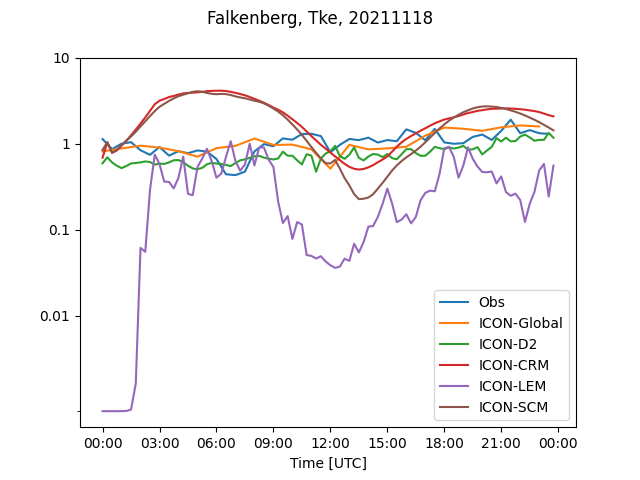 Falkenberg, Tke, 20211118
10
1
0.1
0.01
Obs
ICON-Global
ICON-D2
ICON-CRM
ICON-LEM
ICON-SCM
00:00 03:00 06:00 09:00 12:00 15:00 18:00 21:00 00:00
Time [UTC]